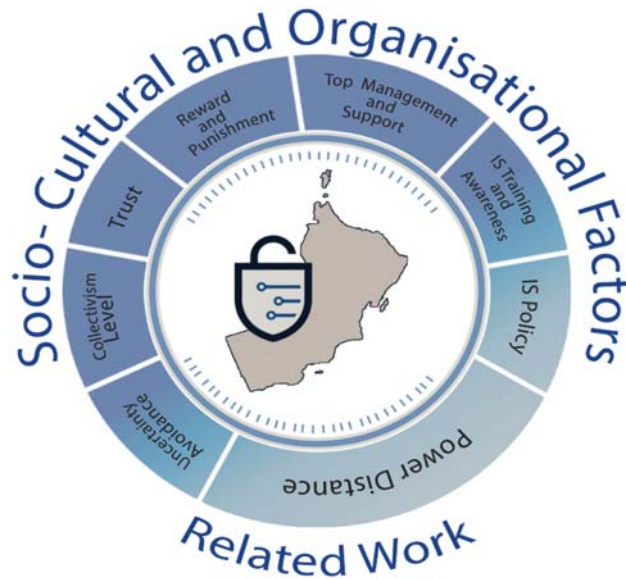 Socio- Cultural and Organisational Factors
Top Management
and
Support
IS Training
and
Awareness
IS Policy
Power Distance
Uncertainty
Avoidance
Collectivism
Level
Trust
Reward
and
Punishment
Related Work